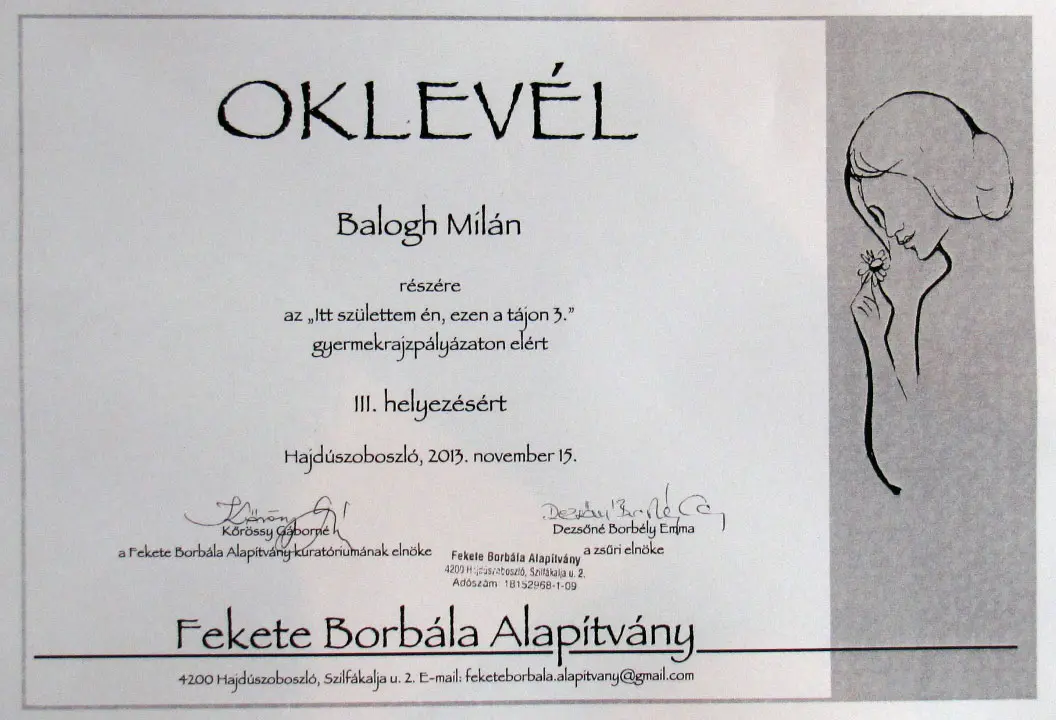 OKLEVÉL
Balogh Milán
részére
az „Itt születtem én, ezen a tájon 3.”
gyermekrajzpályázaton elért
III. helyezésért
Hajdúszoboszló, 2013. november 15.
Kőrössy Gáborné
a Fekete Borbála Alapítvány kuratóriumának elnöke
Dezsőné Borbély Emma
a zsűri elnöke
Fekete Borbála Alapítvány
4200 Hajdúszoboszló, Szilfákalja u. 2.
Adószám: 18152968-1-09
Fekete Borbála Alapítvány
4200 Hajdúszoboszló, Szilfákalja u. 2. E-mail: feketeborbala.alapitvany@gmail.com